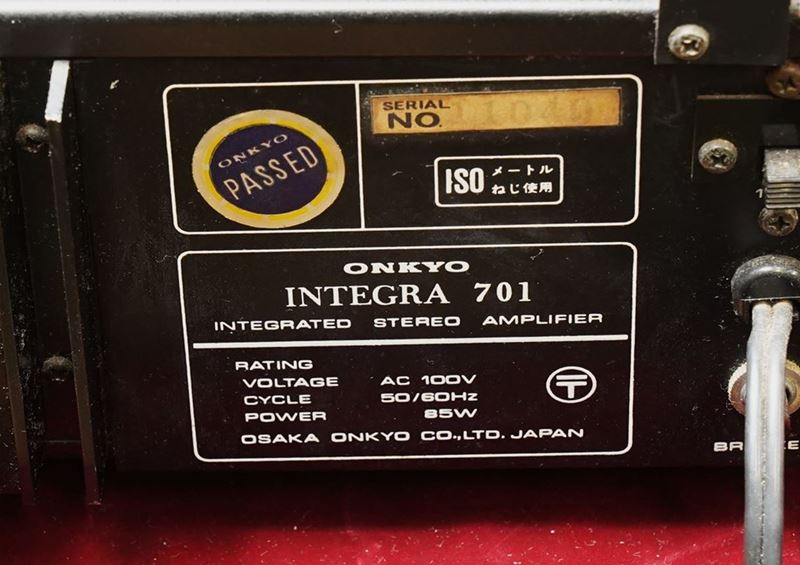 ONKYO
PASSED
SERIAL
NO.
ISO メートル
ねじ使用
ONKYO
INTEGRA 701
INTEGRATED STEREO AMPLIFIER
RATING
VOLTAGE AC 100V
CYCLE 50/60Hz
POWER 85W
OSAKA ONKYO CO.,LTD. JAPAN